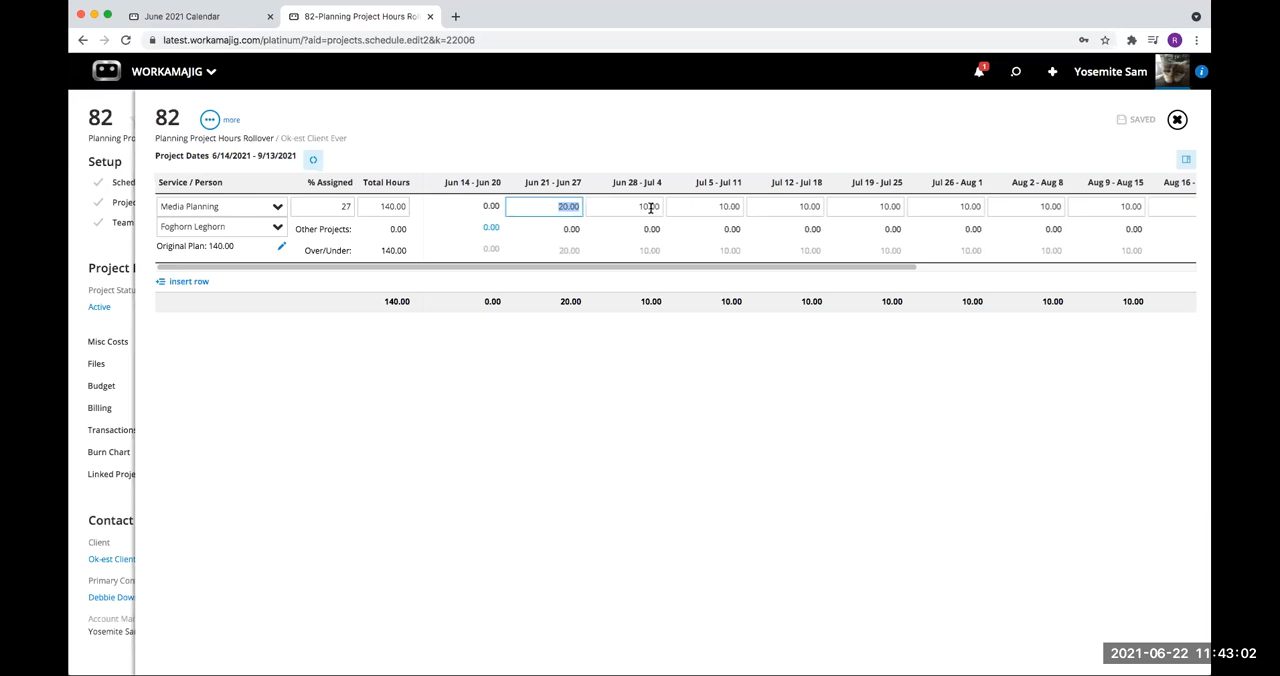 June 2021 Calendar
82-Planning Project Hours Rol
latest.workamajig.com/platinum/?aid=projects.schedule.edit2&k=22006
R
WORKAMAJIG
1
Yosemite Sam
i
82
Planning Pro
Setup
Sched
Projec
Team
Project
Project Statu
Active
Misc Costs
Files
Budget
Billing
Transactions
Burn Chart
Linked Proje
Contact
Client
Ok-est Client
Primary Con
Debbie Dow
Account Ma
Yosemite Sa
82 more
Planning Project Hours Rollover / Ok-est Client Ever
Project Dates 6/14/2021 - 9/13/2021
SAVED
Service / Person % Assigned Total Hours Jun 14 - Jun 20 Jun 21 - Jun 27 Jun 28 - Jul 4 Jul 5 - Jul 11 Jul 12 - Jul 18 Jul 19 - Jul 25 Jul 26 - Aug 1 Aug 2 - Aug 8 Aug 9 - Aug 15 Aug 16 -
Media Planning 27 140.00 0.00 20.00 10.00 10.00 10.00 10.00 10.00 10.00 10.00
Foghorn Leghorn Other Projects: 0.00 0.00 0.00 0.00 0.00 0.00 0.00 0.00 0.00 0.00
Original Plan: 140.00 Over/Under: 140.00 0.00 20.00 10.00 10.00 10.00 10.00 10.00 10.00 10.00
insert row
140.00 0.00 20.00 10.00 10.00 10.00 10.00 10.00 10.00 10.00
2021-06-22 11:43:02